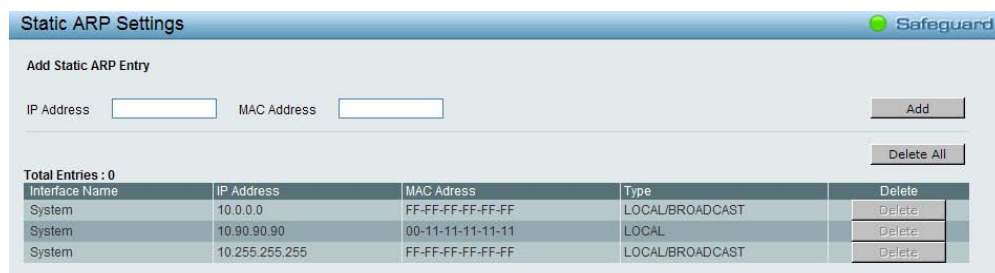 Static ARP Settings Safeguard
Add Static ARP Entry
IP Address MAC Address Add
Delete All
Total Entries : 0
Interface Name IP Address MAC Adress Type Delete
System 10.0.0.0 FF-FF-FF-FF-FF-FF LOCAL/BROADCAST Delete
System 10.90.90.90 00-11-11-11-11-11 LOCAL Delete
System 10.255.255.255 FF-FF-FF-FF-FF-FF LOCAL/BROADCAST Delete